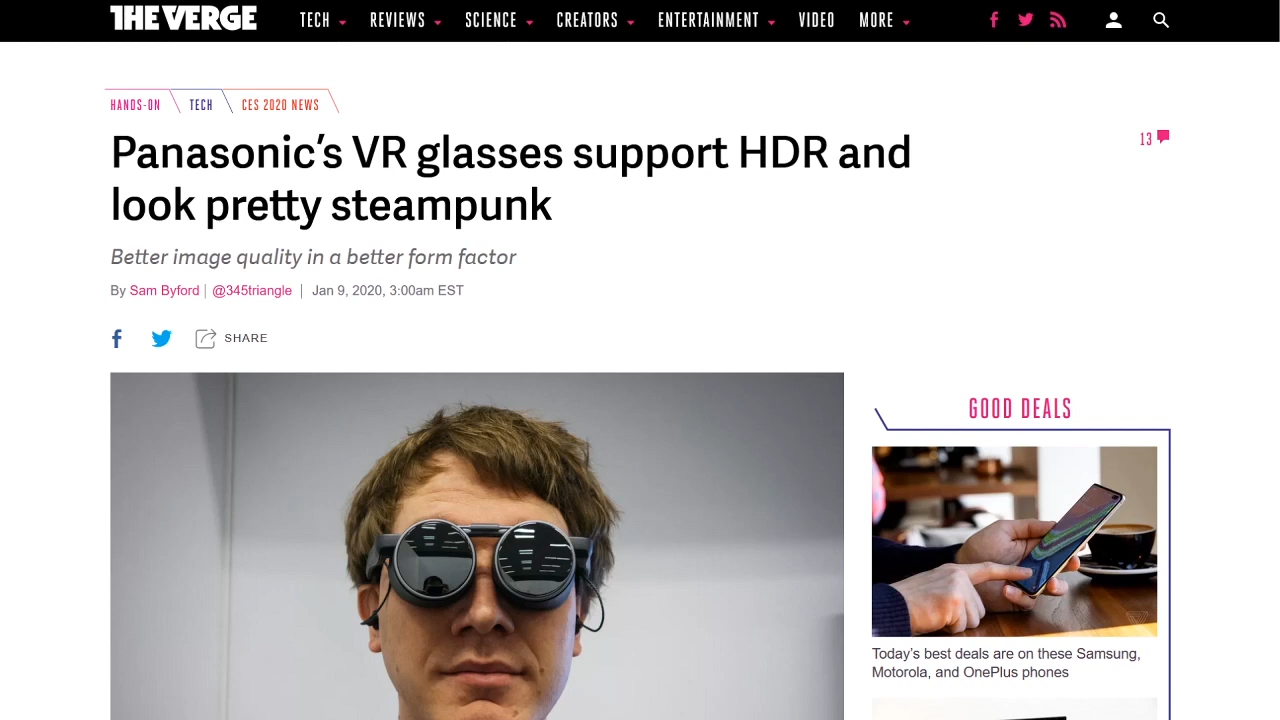 THE VERGE
TECH REVIEWS SCIENCE CREATORS ENTERTAINMENT VIDEO MORE
HANDS-ON TECH CES 2020 NEWS
Panasonic’s VR glasses support HDR and
look pretty steampunk
13
Better image quality in a better form factor
By Sam Byford | @345triangle | Jan 9, 2020, 3:00am EST
SHARE
GOOD DEALS
Today’s best deals are on these Samsung,
Motorola, and OnePlus phones